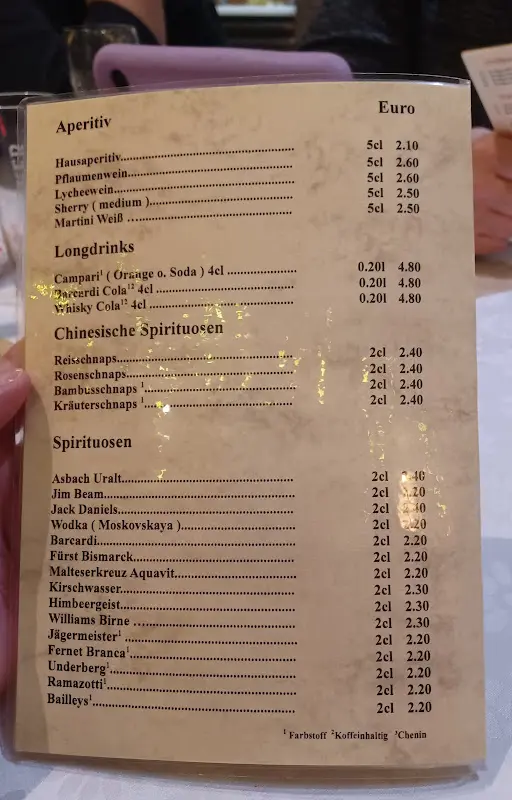 Euro
Aperitiv
Hausaperitiv 5cl 2.10
Pflaumenwein 5cl 2.60
Lycheewein 5cl 2.60
Sherry ( medium ) 5cl 2.50
Martini Weiß 5cl 2.50
Longdrinks
Campari¹ ( Orange o. Soda ) 4cl 0.20l 4.80
Barcardi Cola¹² 4cl 0.20l 4.80
Whisky Cola¹² 4cl 0.20l 4.80
Chinesische Spirituosen
Reisschnaps 2cl 2.40
Rosenschnaps 2cl 2.40
Bambusschnaps ¹ 2cl 2.40
Kräuterschnaps ¹ 2cl 2.40
Spirituosen
Asbach Uralt 2cl
Jim Beam 2cl
Jack Daniels 2cl
Wodka ( Moskovskaya ) 2cl
Barcardi 2cl 2.20
Fürst Bismarck 2cl 2.20
Malteserkreuz Aquavit 2cl 2.20
Kirschwasser 2cl 2.30
Himbeergeist 2cl 2.30
Williams Birne 2cl 2.30
Jägermeister¹ 2cl 2.20
Fernet Branca¹ 2cl 2.20
Underberg¹ 2cl 2.20
Ramazotti¹ 2cl 2.20
Bailleys¹ 2cl 2.20
¹ Farbstoff ²Koffeinhaltig ³Chenin